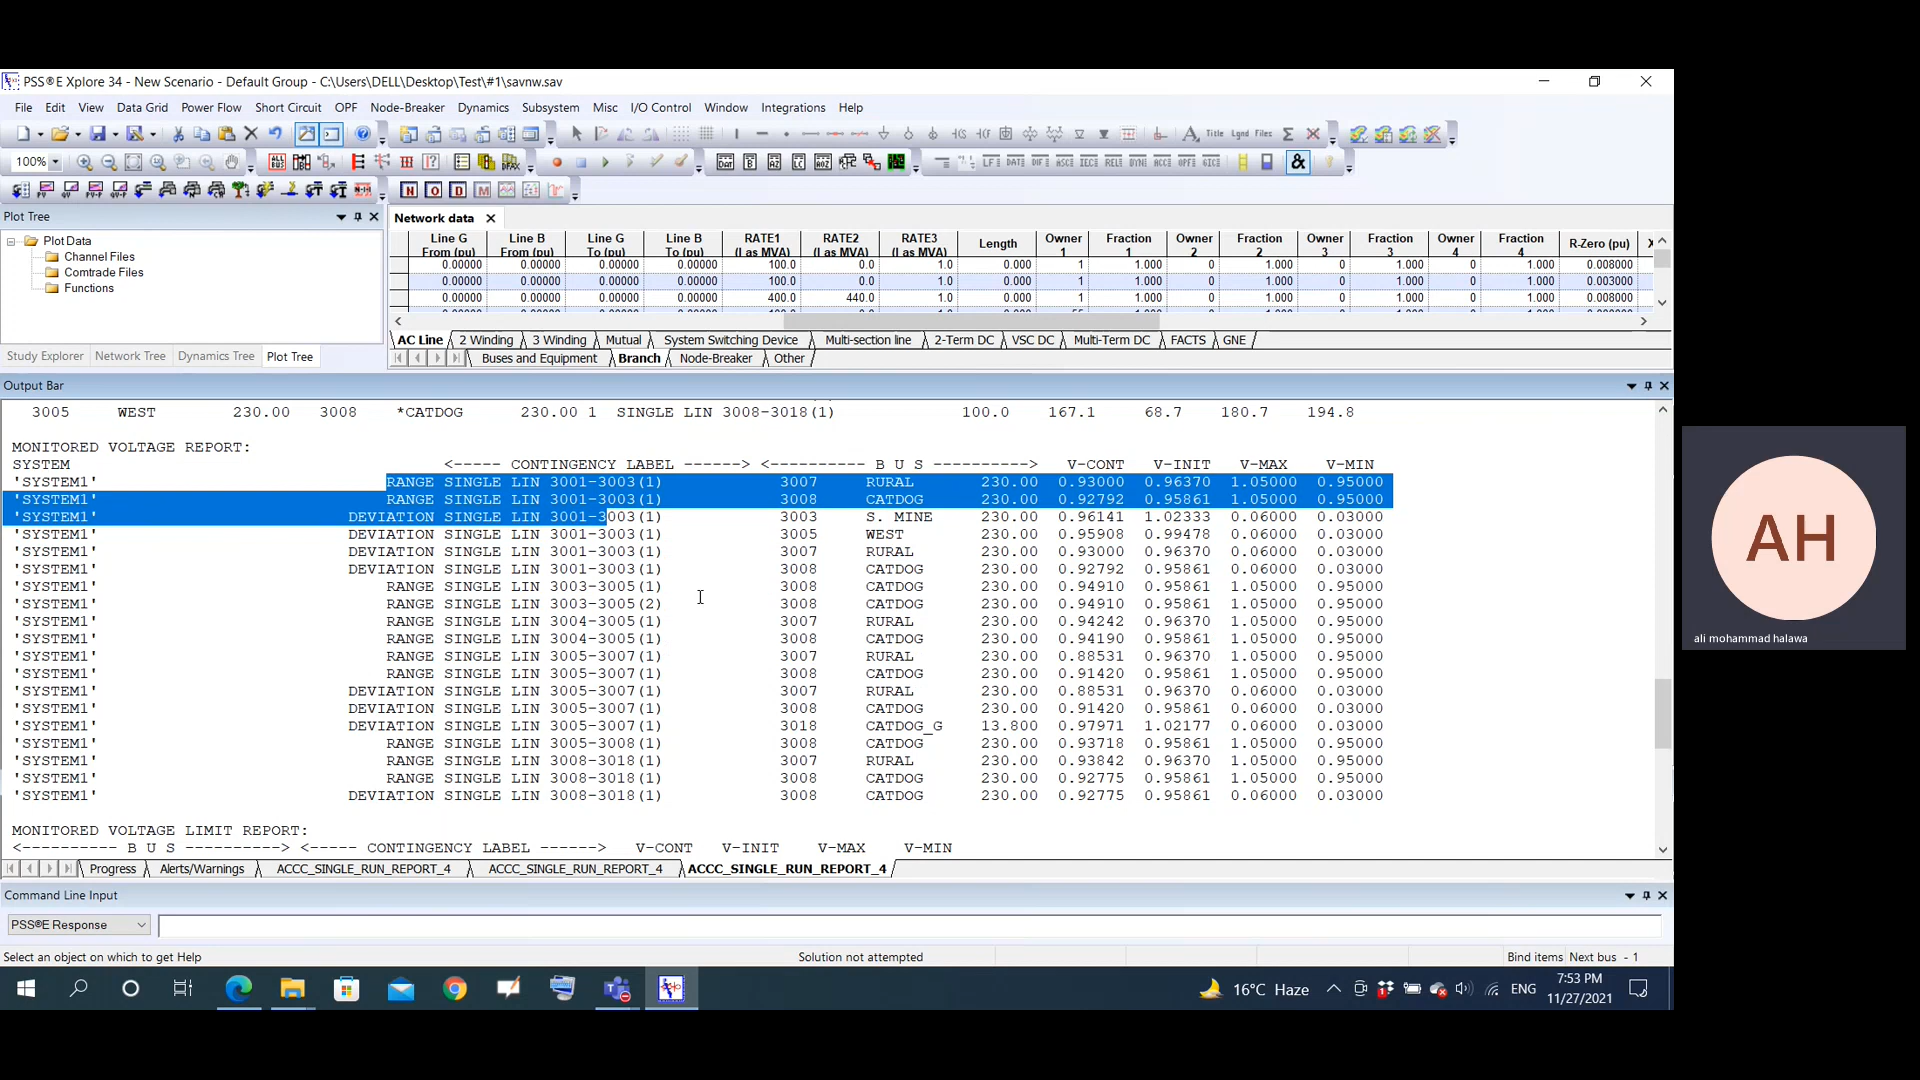 PSS®E Xplore 34 - New Scenario - Default Group - C:\Users\DELL\Desktop\Test\#1\savnw.sav
File Edit View Data Grid Power Flow Short Circuit OPF Node-Breaker Dynamics Subsystem Misc I/O Control Window Integrations Help
100%
Plot Tree
Plot Data
Channel Files
Comtrade Files
Functions
Study Explorer Network Tree Dynamics Tree Plot Tree
Network data
Line G From (pu) Line B From (pu) Line G To (pu) Line B To (pu) RATE1 (I as MVA) RATE2 (I as MVA) RATE3 (I as MVA) Length Owner 1 Fraction 1 Owner 2 Fraction 2 Owner 3 Fraction 3 Owner 4 Fraction 4 R-Zero (pu) X
0.00000 0.00000 0.00000 0.00000 100.0 0.0 1.0 0.000 1 1.000 0 1.000 0 1.000 0 1.000 0.008000
0.00000 0.00000 0.00000 0.00000 100.0 0.0 1.0 0.000 1 1.000 0 1.000 0 1.000 0 1.000 0.003000
0.00000 0.00000 0.00000 0.00000 400.0 440.0 1.0 0.000 1 1.000 0 1.000 0 1.000 0 1.000 0.008000
AC Line 2 Winding 3 Winding Mutual System Switching Device Multi-section line 2-Term DC VSC DC Multi-Term DC FACTS GNE
Buses and Equipment Branch Node-Breaker Other
Output Bar
3005 WEST 230.00 3008 *CATDOG 230.00 1 SINGLE LIN 3008-3018(1) 100.0 167.1 68.7 180.7 194.8
MONITORED VOLTAGE REPORT:
SYSTEM <----- CONTINGENCY LABEL ------> <---------- B U S ----------> V-CONT V-INIT V-MAX V-MIN
'SYSTEM1' RANGE SINGLE LIN 3001-3003(1) 3007 RURAL 230.00 0.93000 0.96370 1.05000 0.95000
'SYSTEM1' RANGE SINGLE LIN 3001-3003(1) 3008 CATDOG 230.00 0.92792 0.95861 1.05000 0.95000
'SYSTEM1' DEVIATION SINGLE LIN 3001-3003(1) 3003 S. MINE 230.00 0.96141 1.02333 0.06000 0.03000
'SYSTEM1' DEVIATION SINGLE LIN 3001-3003(1) 3005 WEST 230.00 0.95908 0.99478 0.06000 0.03000
'SYSTEM1' DEVIATION SINGLE LIN 3001-3003(1) 3007 RURAL 230.00 0.93000 0.96370 0.06000 0.03000
'SYSTEM1' DEVIATION SINGLE LIN 3001-3003(1) 3008 CATDOG 230.00 0.92792 0.95861 0.06000 0.03000
'SYSTEM1' RANGE SINGLE LIN 3003-3005(1) 3008 CATDOG 230.00 0.94910 0.95861 1.05000 0.95000
'SYSTEM1' RANGE SINGLE LIN 3003-3005(2) 3008 CATDOG 230.00 0.94910 0.95861 1.05000 0.95000
'SYSTEM1' RANGE SINGLE LIN 3004-3005(1) 3007 RURAL 230.00 0.94242 0.96370 1.05000 0.95000
'SYSTEM1' RANGE SINGLE LIN 3004-3005(1) 3008 CATDOG 230.00 0.94190 0.95861 1.05000 0.95000
'SYSTEM1' RANGE SINGLE LIN 3005-3007(1) 3007 RURAL 230.00 0.88531 0.96370 1.05000 0.95000
'SYSTEM1' RANGE SINGLE LIN 3005-3007(1) 3008 CATDOG 230.00 0.91420 0.95861 1.05000 0.95000
'SYSTEM1' DEVIATION SINGLE LIN 3005-3007(1) 3007 RURAL 230.00 0.88531 0.96370 0.06000 0.03000
'SYSTEM1' DEVIATION SINGLE LIN 3005-3007(1) 3008 CATDOG 230.00 0.91420 0.95861 0.06000 0.03000
'SYSTEM1' DEVIATION SINGLE LIN 3005-3007(1) 3018 CATDOG_G 13.800 0.97971 1.02177 0.06000 0.03000
'SYSTEM1' RANGE SINGLE LIN 3005-3008(1) 3008 CATDOG 230.00 0.93718 0.95861 1.05000 0.95000
'SYSTEM1' RANGE SINGLE LIN 3008-3018(1) 3007 RURAL 230.00 0.93842 0.96370 1.05000 0.95000
'SYSTEM1' RANGE SINGLE LIN 3008-3018(1) 3008 CATDOG 230.00 0.92775 0.95861 1.05000 0.95000
'SYSTEM1' DEVIATION SINGLE LIN 3008-3018(1) 3008 CATDOG 230.00 0.92775 0.95861 0.06000 0.03000
MONITORED VOLTAGE LIMIT REPORT:
<---------- B U S ----------> <----- CONTINGENCY LABEL ------> V-CONT V-INIT V-MAX V-MIN
Progress Alerts/Warnings ACCC_SINGLE_RUN_REPORT_4 ACCC_SINGLE_RUN_REPORT_4 ACCC_SINGLE_RUN_REPORT_4
Command Line Input
PSS®E Response
Select an object on which to get Help Solution not attempted Bind items Next bus - 1
16°C Haze ENG 7:53 PM
11/27/2021
AH
ali mohammad halawa